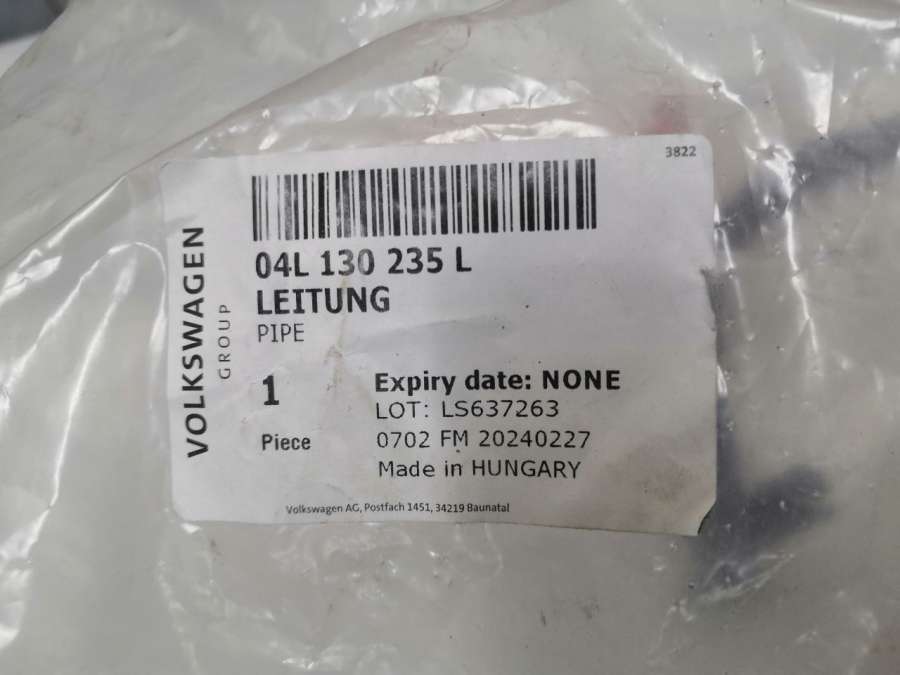 3822
VOLKSWAGEN
GROUP
04L 130 235 L
LEITUNG
PIPE
1
Piece
Expiry date: NONE
LOT: LS637263
0702 FM 20240227
Made in HUNGARY
Volkswagen AG, Postfach 1451, 34219 Baunatal